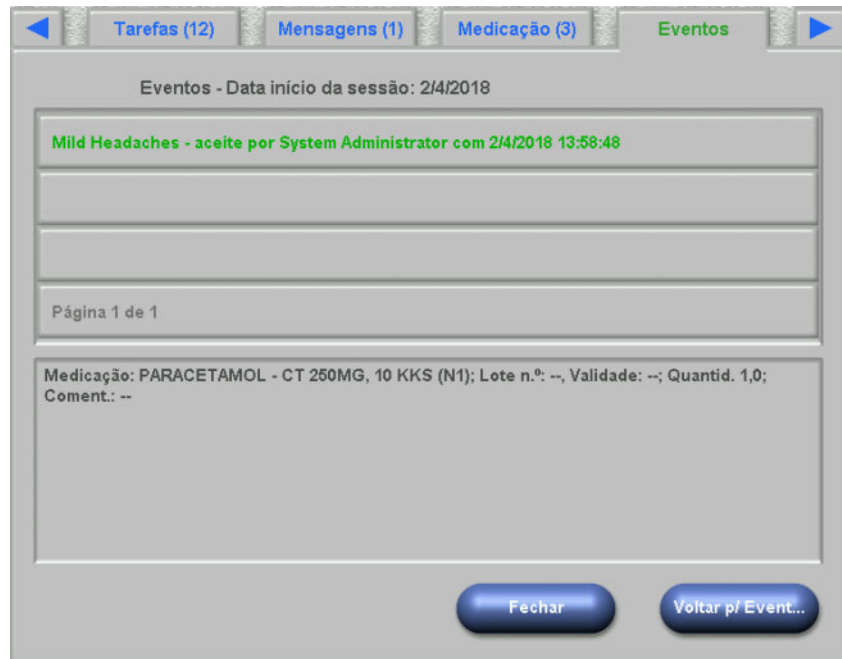 Tarefas (12) Mensagens (1) Medicação (3) Eventos
Eventos - Data início da sessão: 2/4/2018
Mild Headaches - aceite por System Administrator com 2/4/2018 13:58:48
Página 1 de 1
Medicação: PARACETAMOL - CT 250MG, 10 KKS (N1); Lote n.º: --, Validade: --; Quantid. 1,0;
Coment.: --
Fechar Voltar p/ Event...